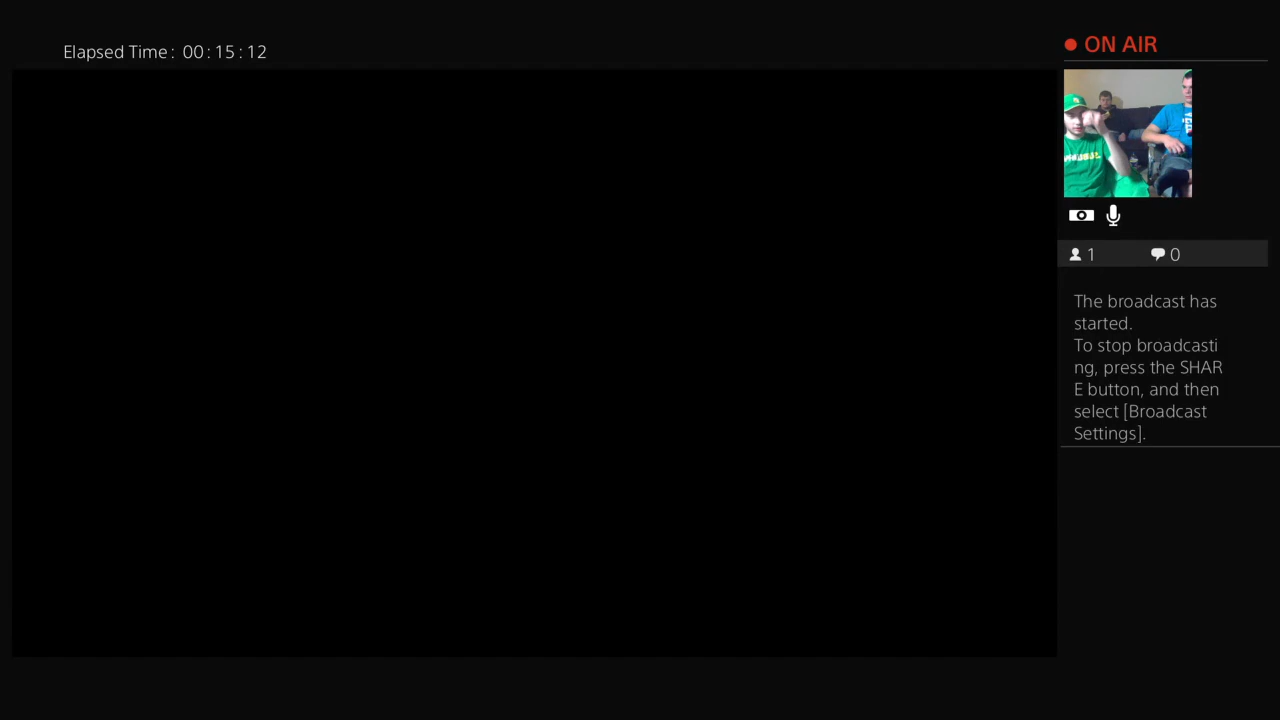 Elapsed Time: 00:15:12
ON AIR
1
0
The broadcast has
started.
To stop broadcasti
ng, press the SHAR
E button, and then
select [Broadcast
Settings].